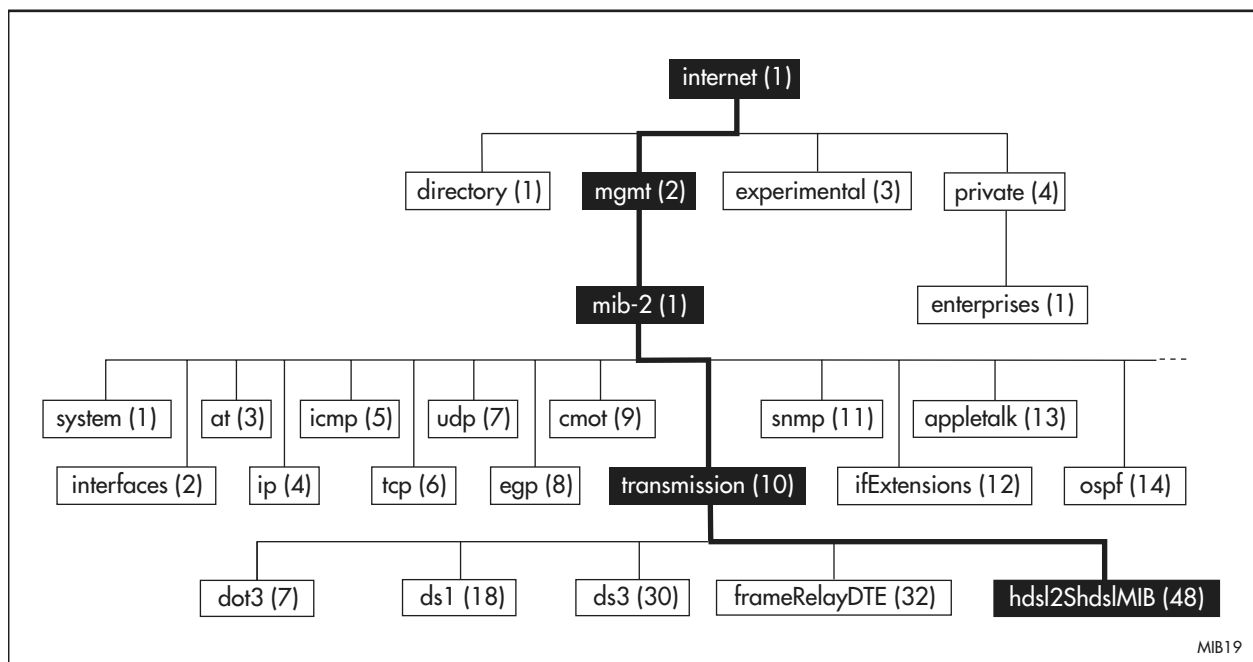 internet (1)
directory (1) mgmt (2) experimental (3) private (4)
mib-2 (1) enterprises (1)
system (1) at (3) icmp (5) udp (7) cmot (9) snmp (11) appletalk (13)
interfaces (2) ip (4) tcp (6) egp (8) transmission (10) ifExtensions (12) ospf (14)
dot3 (7) ds1 (18) ds3 (30) frameRelayDTE (32) hdsl2ShdslMIB (48)
MIB19